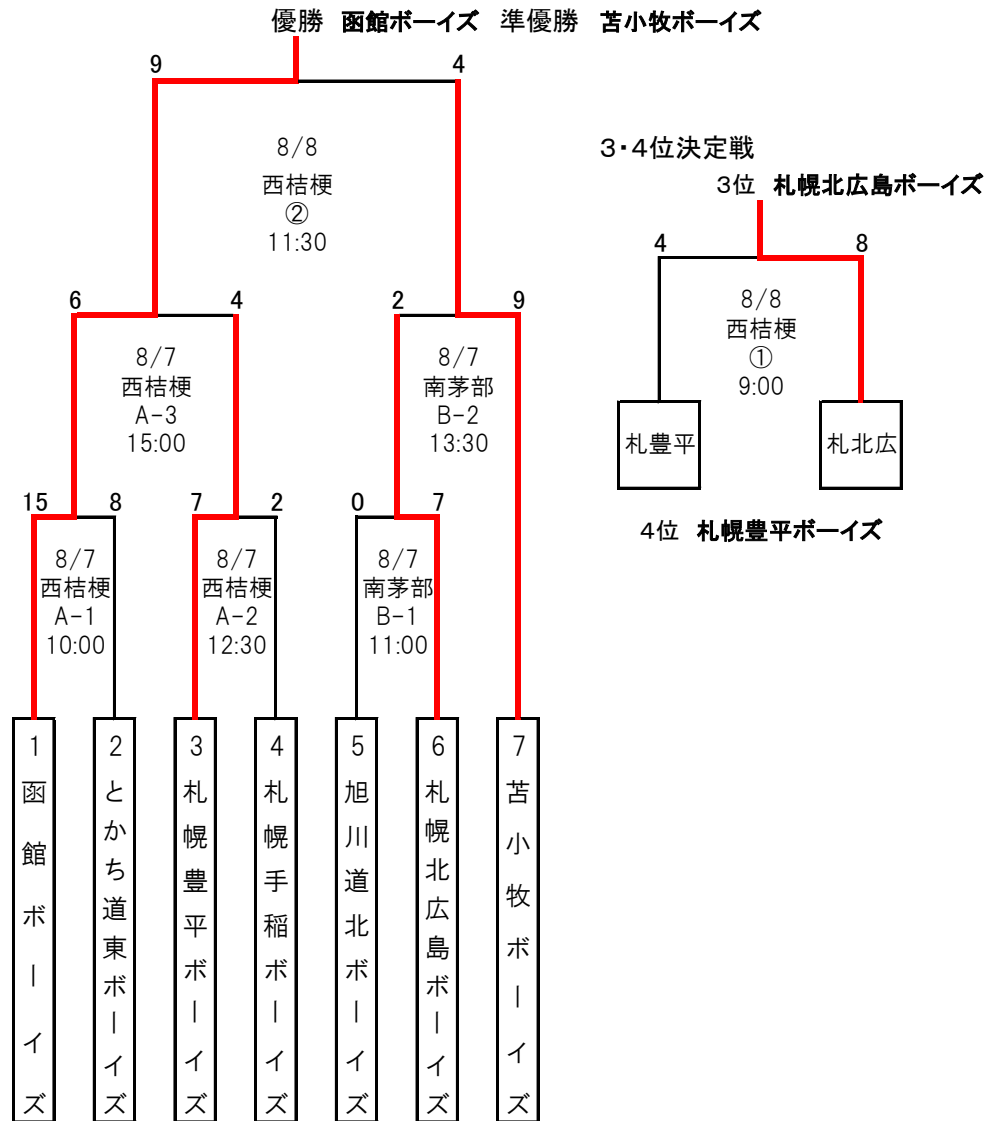 優勝 函館ボーイズ 準優勝 苫小牧ボーイズ
9 4
8/8
西桔梗
②
11:30
3・4位決定戦
3位 札幌北広島ボーイズ
4 8
8/8
西桔梗
①
9:00
札豊平 札北広
4位 札幌豊平ボーイズ
6 4
8/7
西桔梗
A-3
15:00
2 9
8/7
南茅部
B-2
13:30
15 8
8/7
西桔梗
A-1
10:00
7 2
8/7
西桔梗
A-2
12:30
0 7
8/7
南茅部
B-1
11:00
1 函館ボーイズ
2 とかち道東ボーイズ
3 札幌豊平ボーイズ
4 札幌手稲ボーイズ
5 旭川道北ボーイズ
6 札幌北広島ボーイズ
7 苫小牧ボーイズ